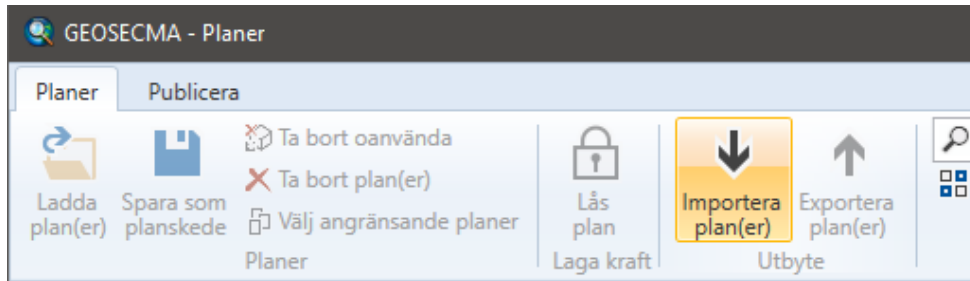 GEOSECMA - Planer
Planer
Publicera
Ladda
plan(er)
Spara som
planskede
Ta bort oanvända
Ta bort plan(er)
Välj angränsande planer
Planer
Lås
plan
Laga kraft
Importera
plan(er)
Exportera
plan(er)
Utbyte